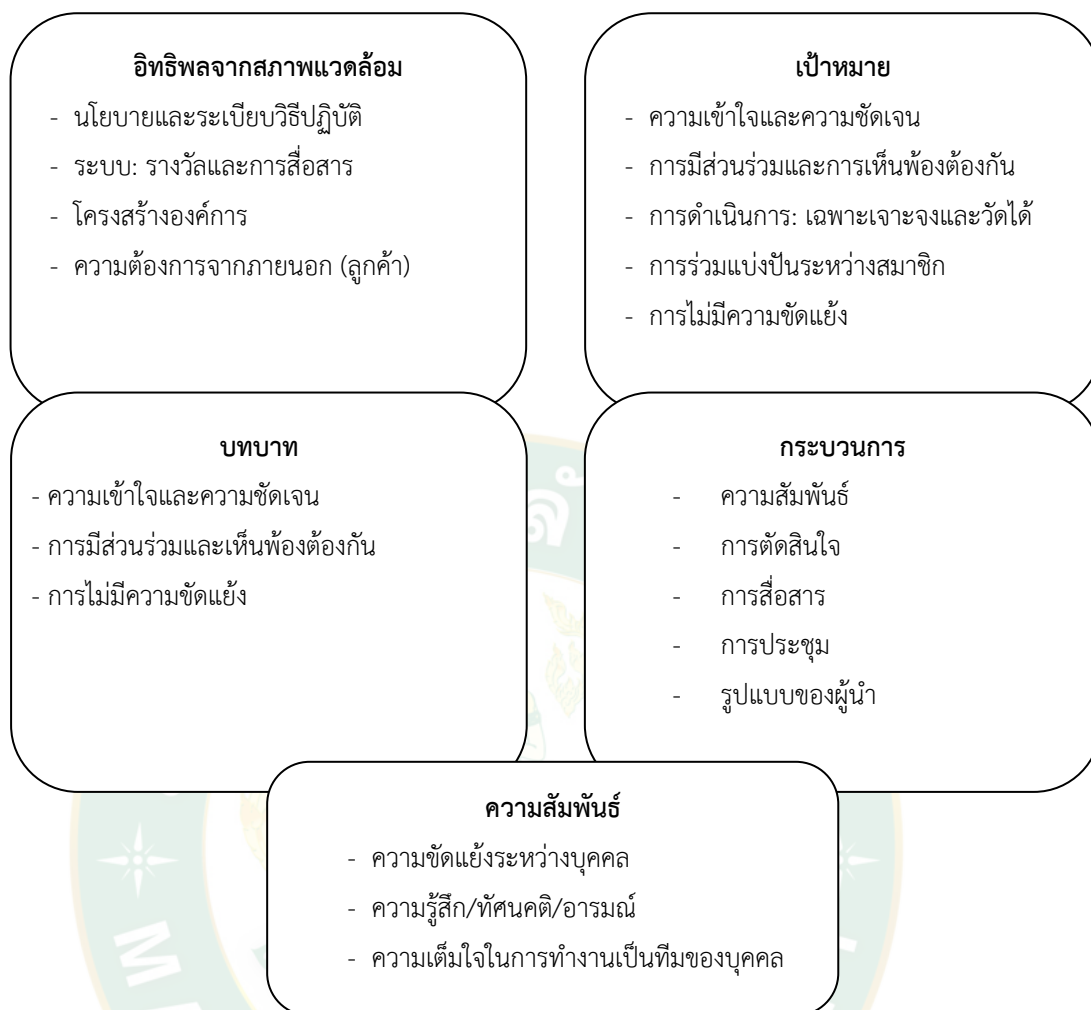 อิทธิพลจากสภาพแวดล้อม
- นโยบายและระเบียบวิธีปฏิบัติ
- ระบบ: รางวัลและการสื่อสาร
- โครงสร้างองค์การ
- ความต้องการจากภายนอก (ลูกค้า)
เป้าหมาย
- ความเข้าใจและความชัดเจน
- การมีส่วนร่วมและการเห็นพ้องต้องกัน
- การดำเนินการ: เฉพาะเจาะจงและวัดได้
- การร่วมแบ่งปันระหว่างสมาชิก
- การไม่มีความขัดแย้ง
บทบาท
- ความเข้าใจและความชัดเจน
- การมีส่วนร่วมและเห็นพ้องต้องกัน
- การไม่มีความขัดแย้ง
กระบวนการ
- ความสัมพันธ์
- การตัดสินใจ
- การสื่อสาร
- การประชุม
- รูปแบบของผู้นำ
ความสัมพันธ์
- ความขัดแย้งระหว่างบุคคล
- ความรู้สึก/ทัศนคติ/อารมณ์
- ความเต็มใจในการทำงานเป็นทีมของบุคคล